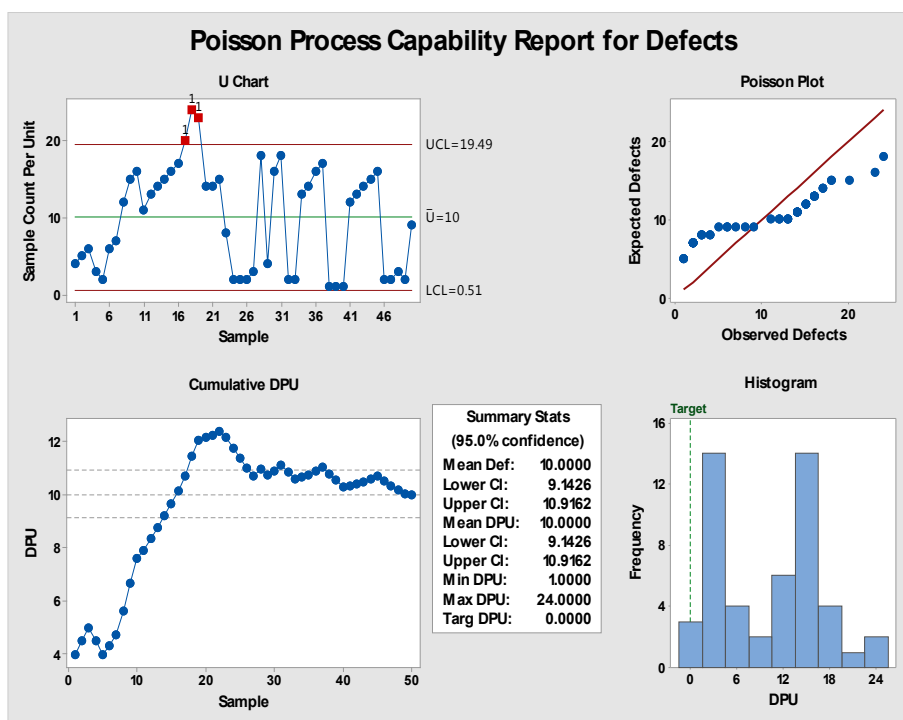 Poisson Process Capability Report for Defects
U Chart
Sample Count Per Unit
20
10
0
1
1
1
UCL=19.49
Ū=10
LCL=0.51
1 6 11 16 21 26 31 36 41 46
Sample
Poisson Plot
Expected Defects
20
10
0
0 10 20
Observed Defects
Cumulative DPU
DPU
12
10
8
6
4
0 10 20 30 40 50
Sample
Summary Stats
(95.0% confidence)
Mean Def: 10.0000
Lower CI: 9.1426
Upper CI: 10.9162
Mean DPU: 10.0000
Lower CI: 9.1426
Upper CI: 10.9162
Min DPU: 1.0000
Max DPU: 24.0000
Targ DPU: 0.0000
Histogram
Target
Frequency
16
12
8
4
0
0 6 12 18 24
DPU